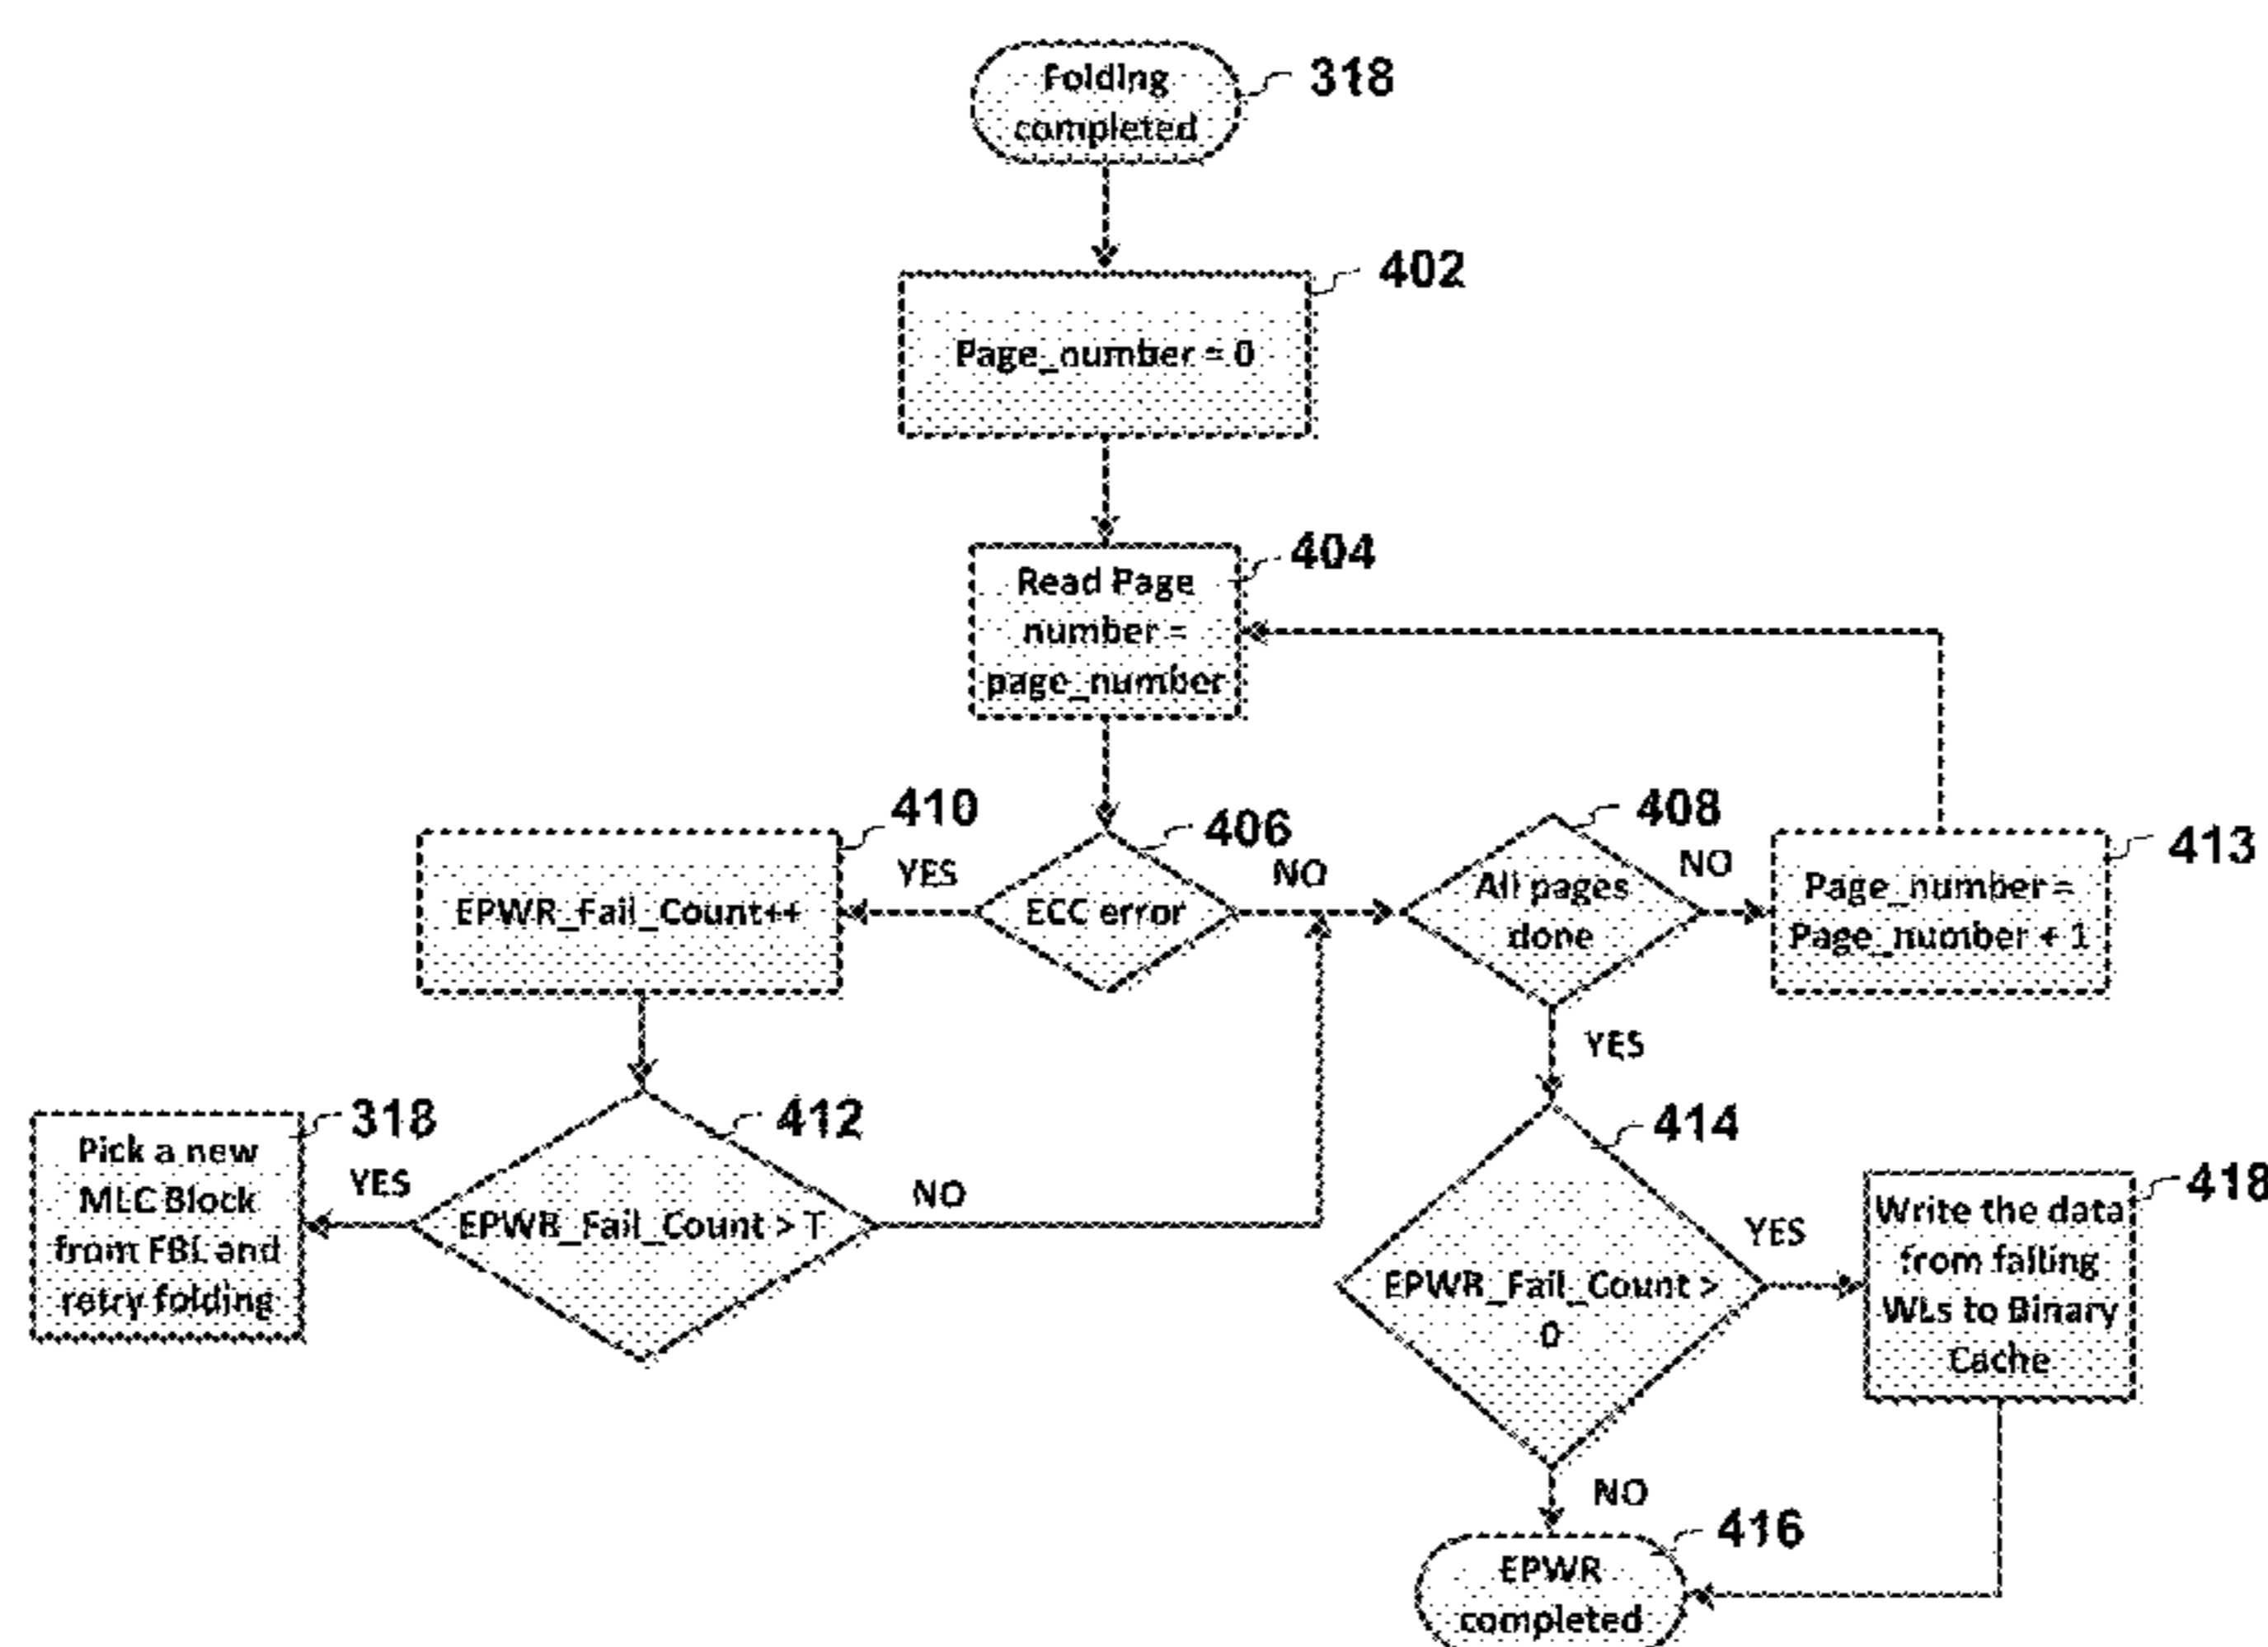 Folding
completed
318
402
Page_number = 0
404
Read Page
number =
page_number
410
406
408
413
YES
NO
NO
EPWR_Fail_Count++
ECC error
All pages
done
Page_number =
Page_number + 1
YES
318
412
414
418
Pick a new
MLC Block
from FBL and
retry folding
YES
EPWR_Fail_Count > T
NO
EPWR_Fail_Count >
0
YES
Write the data
from failing
WLs to Binary
Cache
NO
416
EPWR
completed